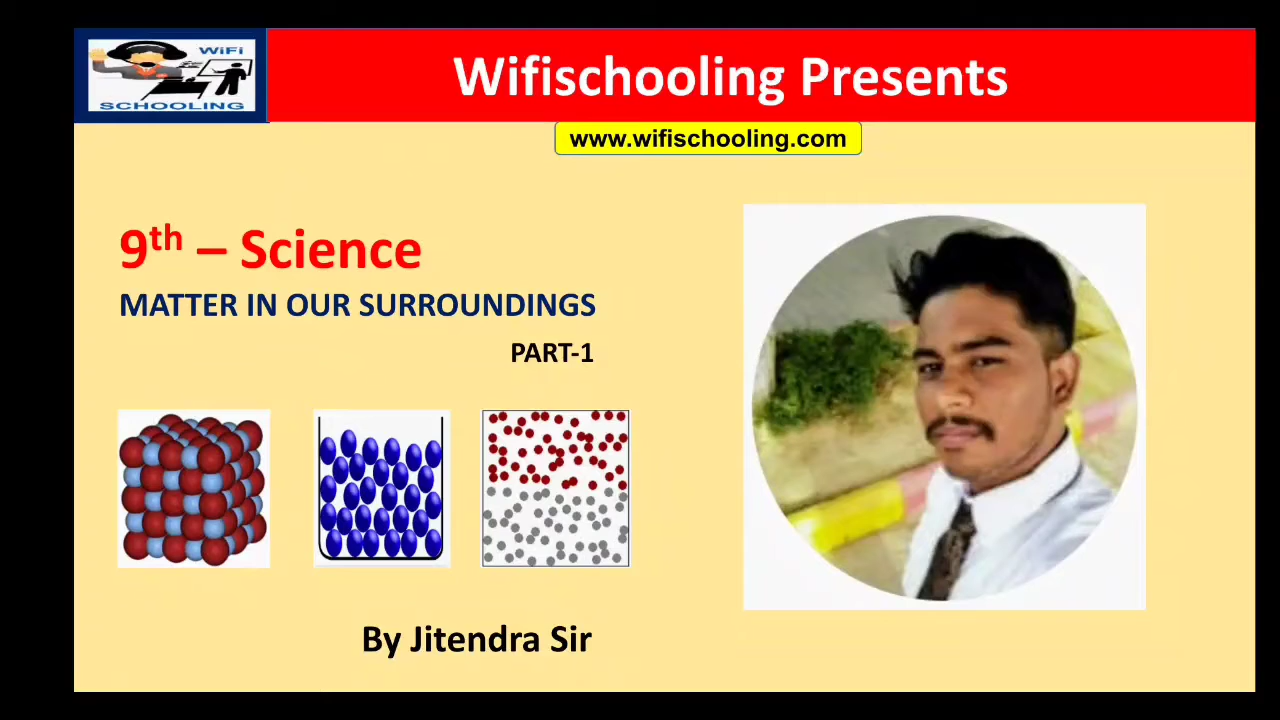 WiFi
SCHOOLING
Wifischooling Presents
www.wifischooling.com
9th – Science
MATTER IN OUR SURROUNDINGS
PART-1
By Jitendra Sir